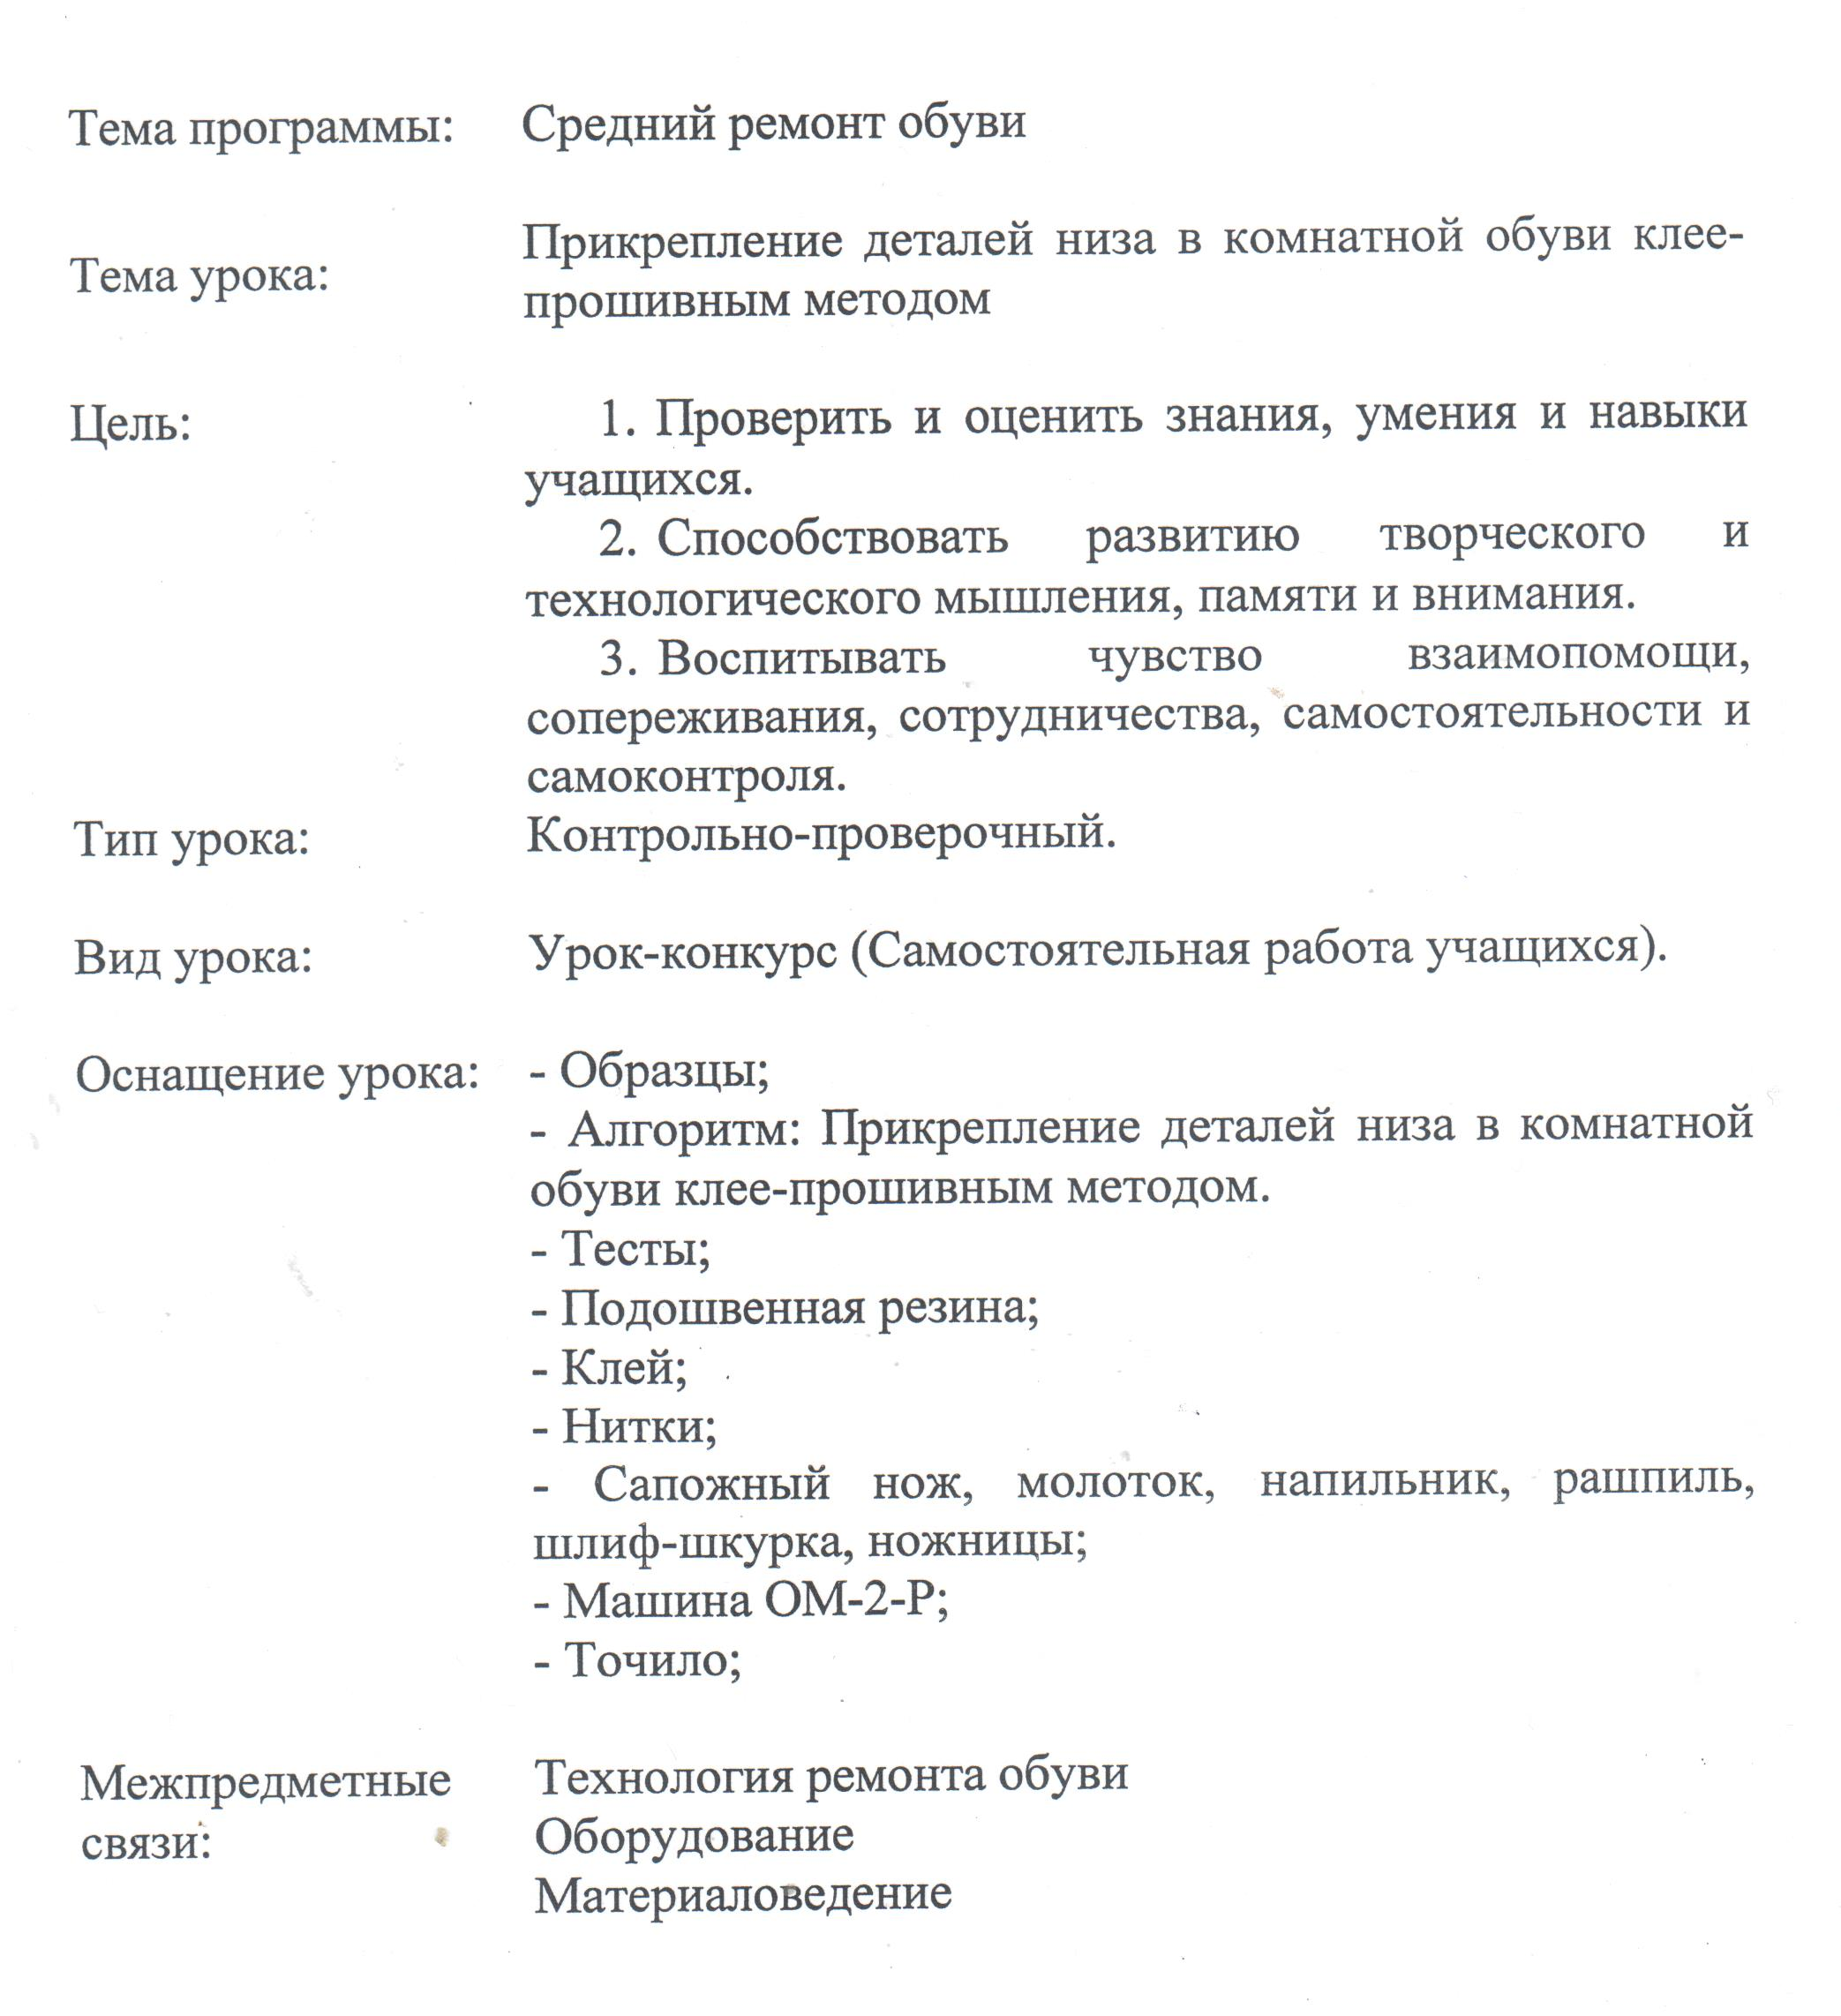 Тема программы: Средний ремонт обуви
Тема урока: Прикрепление деталей низа в комнатной обуви клее-
прошивным методом
Цель: 1. Проверить и оценить знания, умения и навыки
учащихся.
2. Способствовать развитию творческого и
технологического мышления, памяти и внимания.
3. Воспитывать чувство взаимопомощи,
сопереживания, сотрудничества, самостоятельности и
самоконтроля.
Тип урока: Контрольно-проверочный.
Вид урока: Урок-конкурс (Самостоятельная работа учащихся).
Оснащение урока: - Образцы;
- Алгоритм: Прикрепление деталей низа в комнатной
обуви клее-прошивным методом.
- Тесты;
- Подошвенная резина;
- Клей;
- Нитки;
- Сапожный нож, молоток, напильник, рашпиль,
шлиф-шкурка, ножницы;
- Машина ОМ-2-Р;
- Точило;
Межпредметные Технология ремонта обуви
связи: Оборудование
Материаловедение